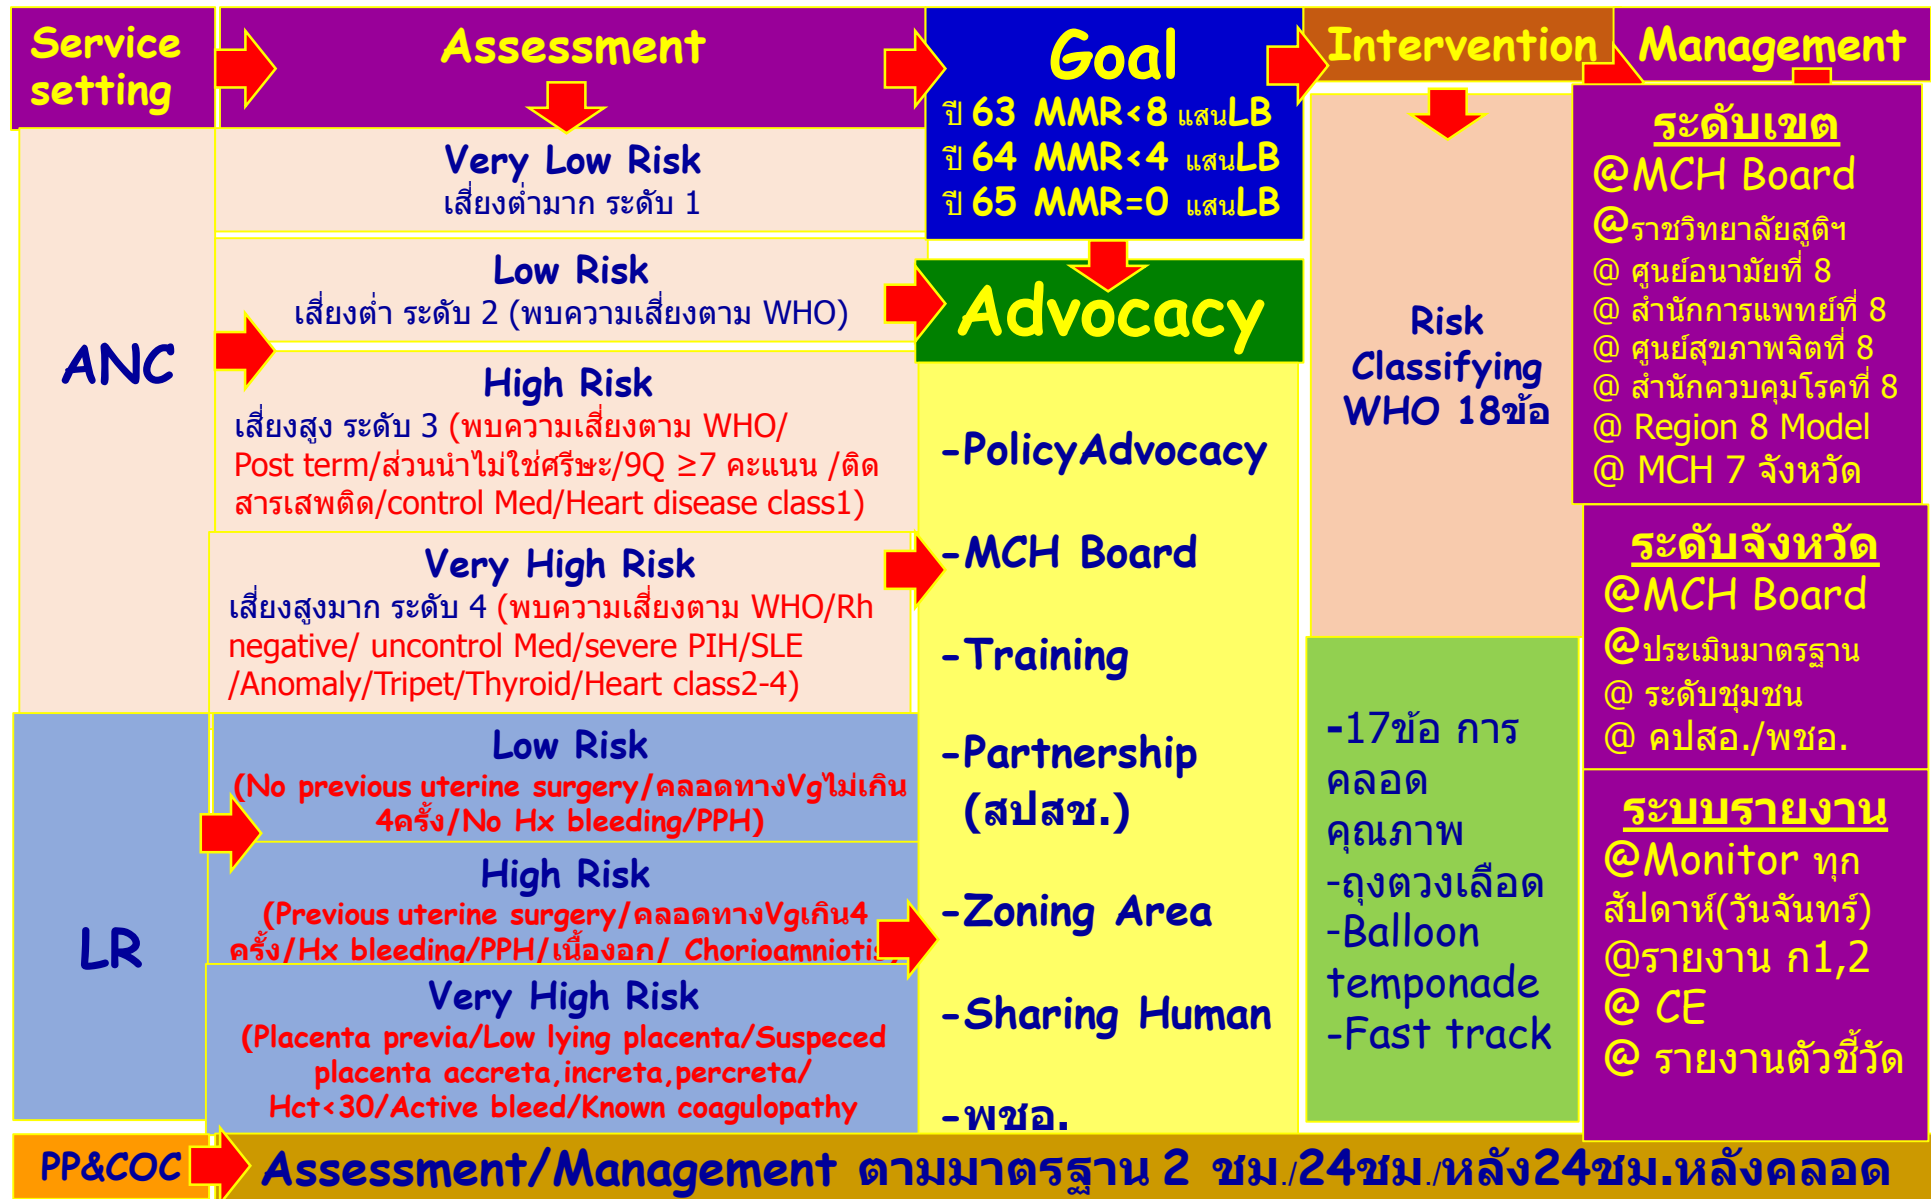 Service
setting
Assessment
Goal
ปี 63 MMR<8 แสนLB
ปี 64 MMR<4 แสนLB
ปี 65 MMR=0 แสนLB
Intervention
Management
ANC
Very Low Risk
เสี่ยงต่ำมาก ระดับ 1
Low Risk
เสี่ยงต่ำ ระดับ 2 (พบความเสี่ยงตาม WHO)
High Risk
เสี่ยงสูง ระดับ 3 (พบความเสี่ยงตาม WHO/
Post term/ส่วนนำไม่ใช่ศรีษะ/9Q ≥7 คะแนน /ติด
สารเสพติด/control Med/Heart disease class1)
Very High Risk
เสี่ยงสูงมาก ระดับ 4 (พบความเสี่ยงตาม WHO/Rh
negative/ uncontrol Med/severe PIH/SLE
/Anomaly/Tripet/Thyroid/Heart class2-4)
LR
Low Risk
(No previous uterine surgery/คลอดทางVgไม่เกิน
4ครั้ง/No Hx bleeding/PPH)
High Risk
(Previous uterine surgery/คลอดทางVgเกิน4
ครั้ง/Hx bleeding/PPH/เนื้องอก/ Chorioamniotis)
Very High Risk
(Placenta previa/Low lying placenta/Suspeced
placenta accreta,increta,percreta/
Hct<30/Active bleed/Known coagulopathy
Advocacy
-PolicyAdvocacy
-MCH Board
-Training
-Partnership
(สปสช.)
-Zoning Area
-Sharing Human
-พชอ.
Risk
Classifying
WHO 18ข้อ
-17ข้อ การ
คลอด
คุณภาพ
-ถุงตวงเลือด
-Balloon
temponade
-Fast track
ระดับเขต
@MCH Board
@ราชวิทยาลัยสูติฯ
@ ศูนย์อนามัยที่ 8
@ สำนักการแพทย์ที่ 8
@ ศูนย์สุขภาพจิตที่ 8
@ สำนักควบคุมโรคที่ 8
@ Region 8 Model
@ MCH 7 จังหวัด
ระดับจังหวัด
@MCH Board
@ประเมินมาตรฐาน
@ ระดับชุมชน
@ คปสอ./พชอ.
ระบบรายงาน
@Monitor ทุก
สัปดาห์(วันจันทร์)
@รายงาน ก1,2
@ CE
@ รายงานตัวชี้วัด
PP&COC
Assessment/Management ตามมาตรฐาน 2 ชม./24ชม./หลัง24ชม.หลังคลอด